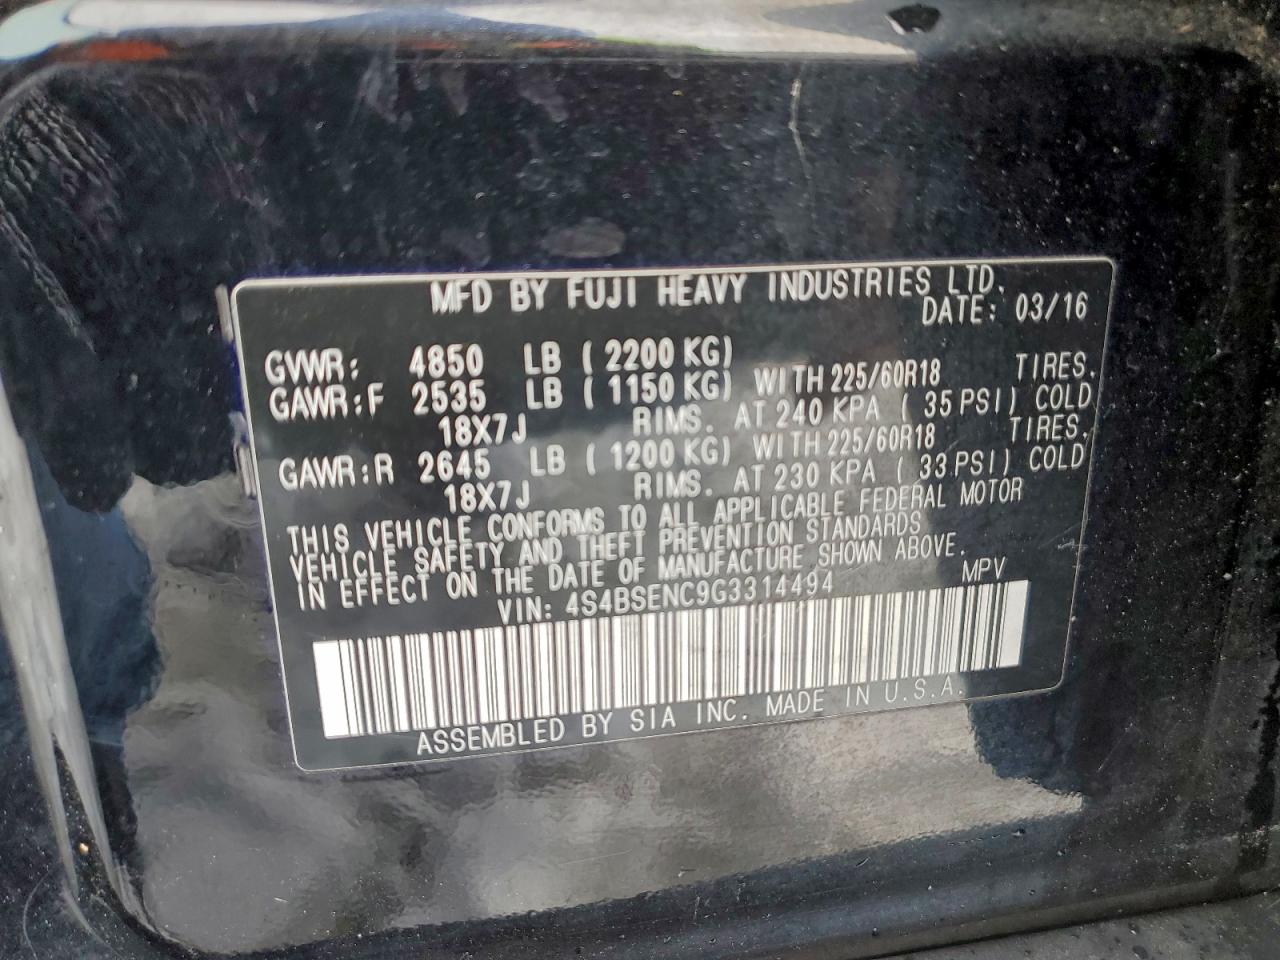 MFD BY FUJI HEAVY INDUSTRIES LTD.
DATE: 03/16
GVWR: 4850 LB (2200 KG)
GAWR:F 2535 LB (1150 KG) WITH 225/60R18 TIRES.
18X7J RIMS. AT 240 KPA (35 PSI) COLD
GAWR:R 2645 LB (1200 KG) WITH 225/60R18 TIRES.
18X7J RIMS. AT 230 KPA (33 PSI) COLD
THIS VEHICLE CONFORMS TO ALL APPLICABLE FEDERAL MOTOR
VEHICLE SAFETY AND THEFT PREVENTION STANDARDS
IN EFFECT ON THE DATE OF MANUFACTURE SHOWN ABOVE.
VIN: 4S4BSENC9G3314494 MPV
ASSEMBLED BY SIA INC. MADE IN U.S.A.